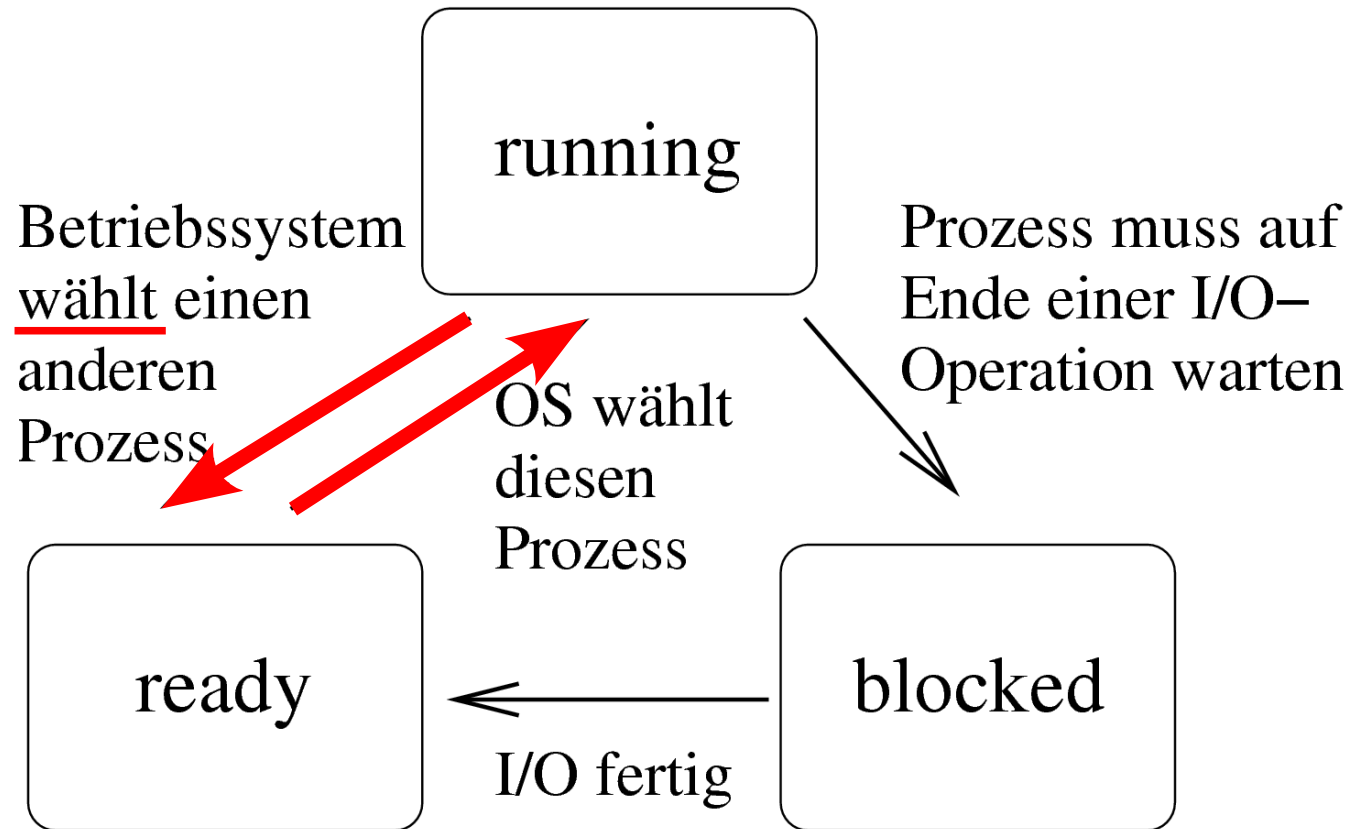 running
Betriebssystem
wählt einen
anderen
Prozess
Prozess muss auf
Ende einer I/O–
Operation warten
OS wählt
diesen
Prozess
ready
blocked
I/O fertig